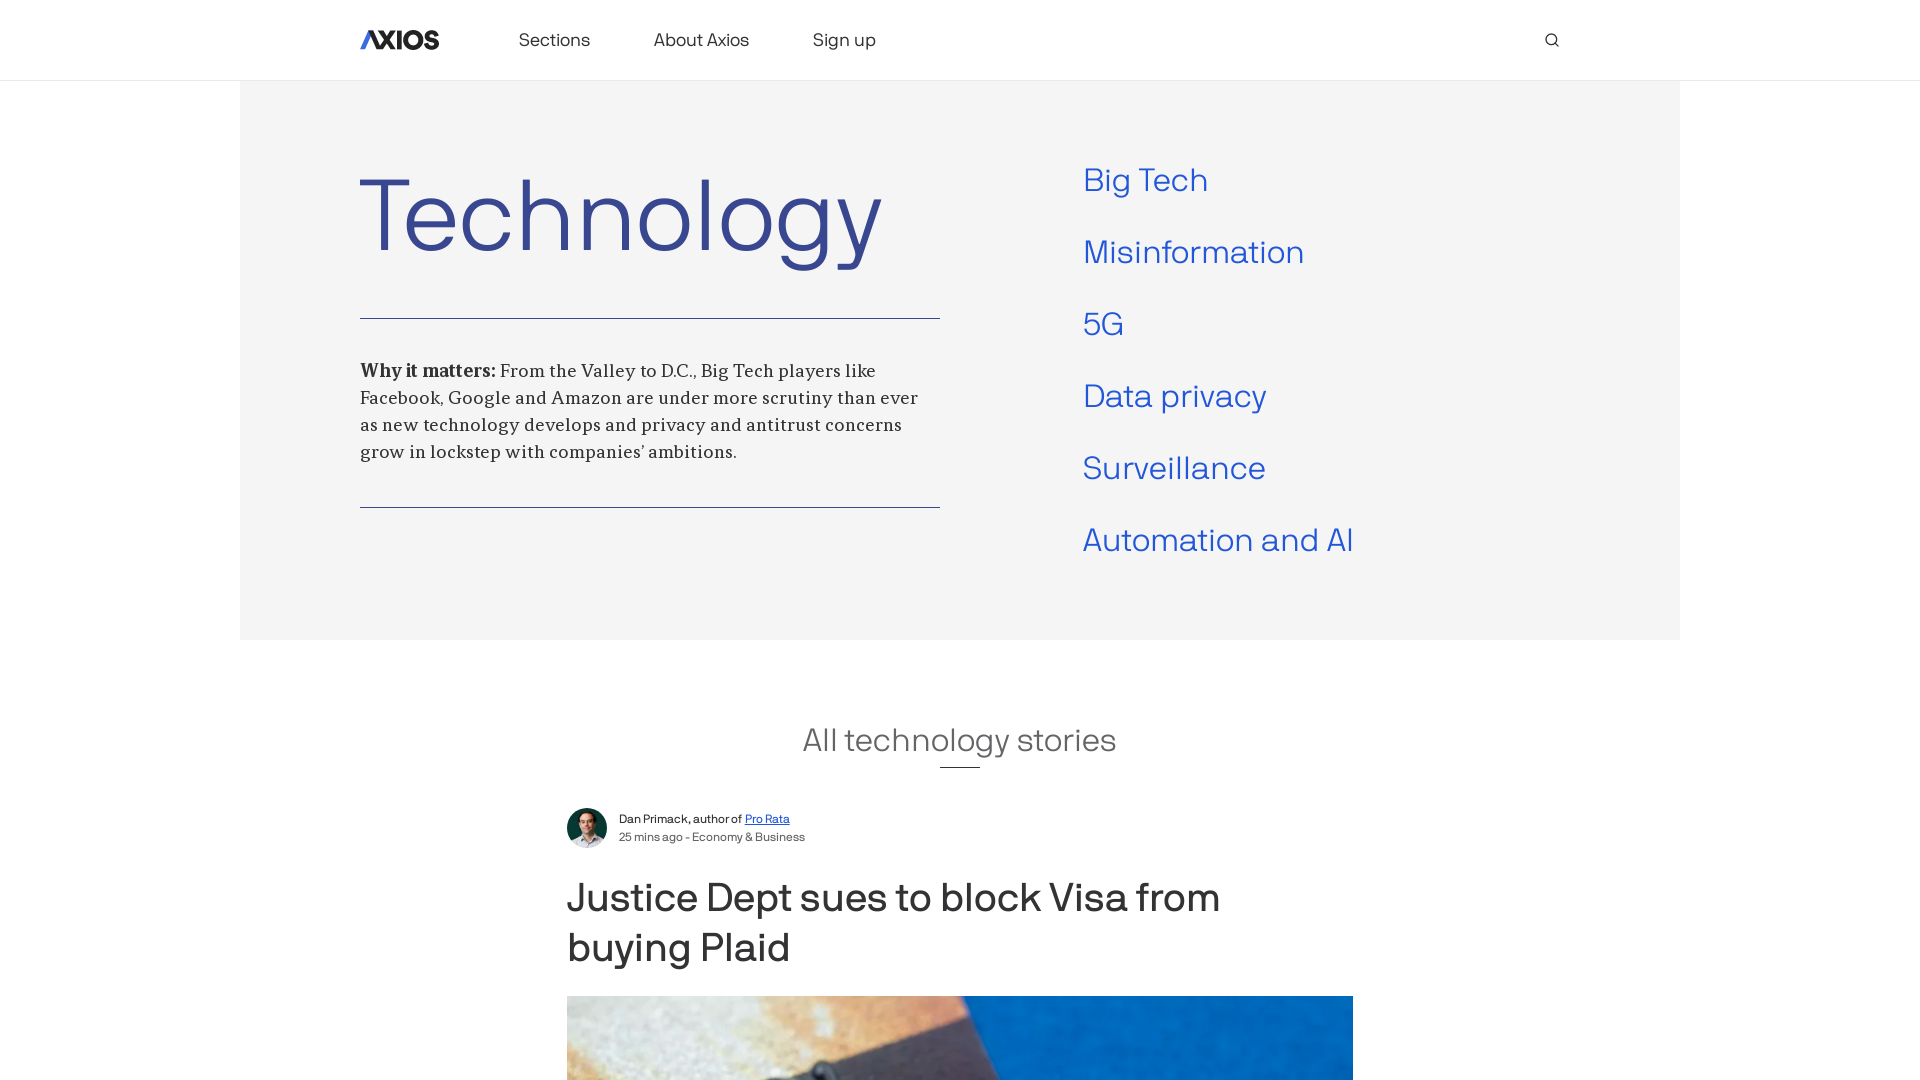 AXIOS
Sections
About Axios
Sign up
Technology
Why it matters: From the Valley to D.C., Big Tech players like
Facebook, Google and Amazon are under more scrutiny than ever
as new technology develops and privacy and antitrust concerns
grow in lockstep with companies’ ambitions.
Big Tech
Misinformation
5G
Data privacy
Surveillance
Automation and AI
All technology stories
Dan Primack, author of Pro Rata
25 mins ago - Economy & Business
Justice Dept sues to block Visa from
buying Plaid